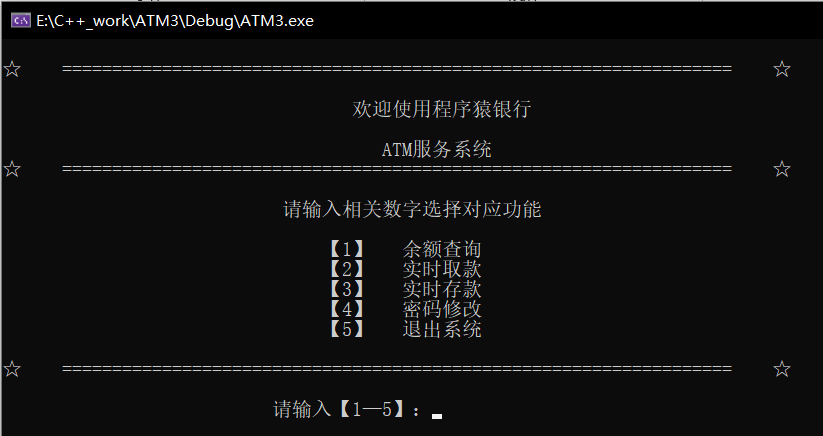 E:\C++_work\ATM3\Debug\ATM3.exe
☆ =================================================================== ☆
欢迎使用程序猿银行
ATM服务系统
☆ =================================================================== ☆
请输入相关数字选择对应功能
【1】 余额查询
【2】 实时取款
【3】 实时存款
【4】 密码修改
【5】 退出系统
☆ =================================================================== ☆
请输入【1—5】：